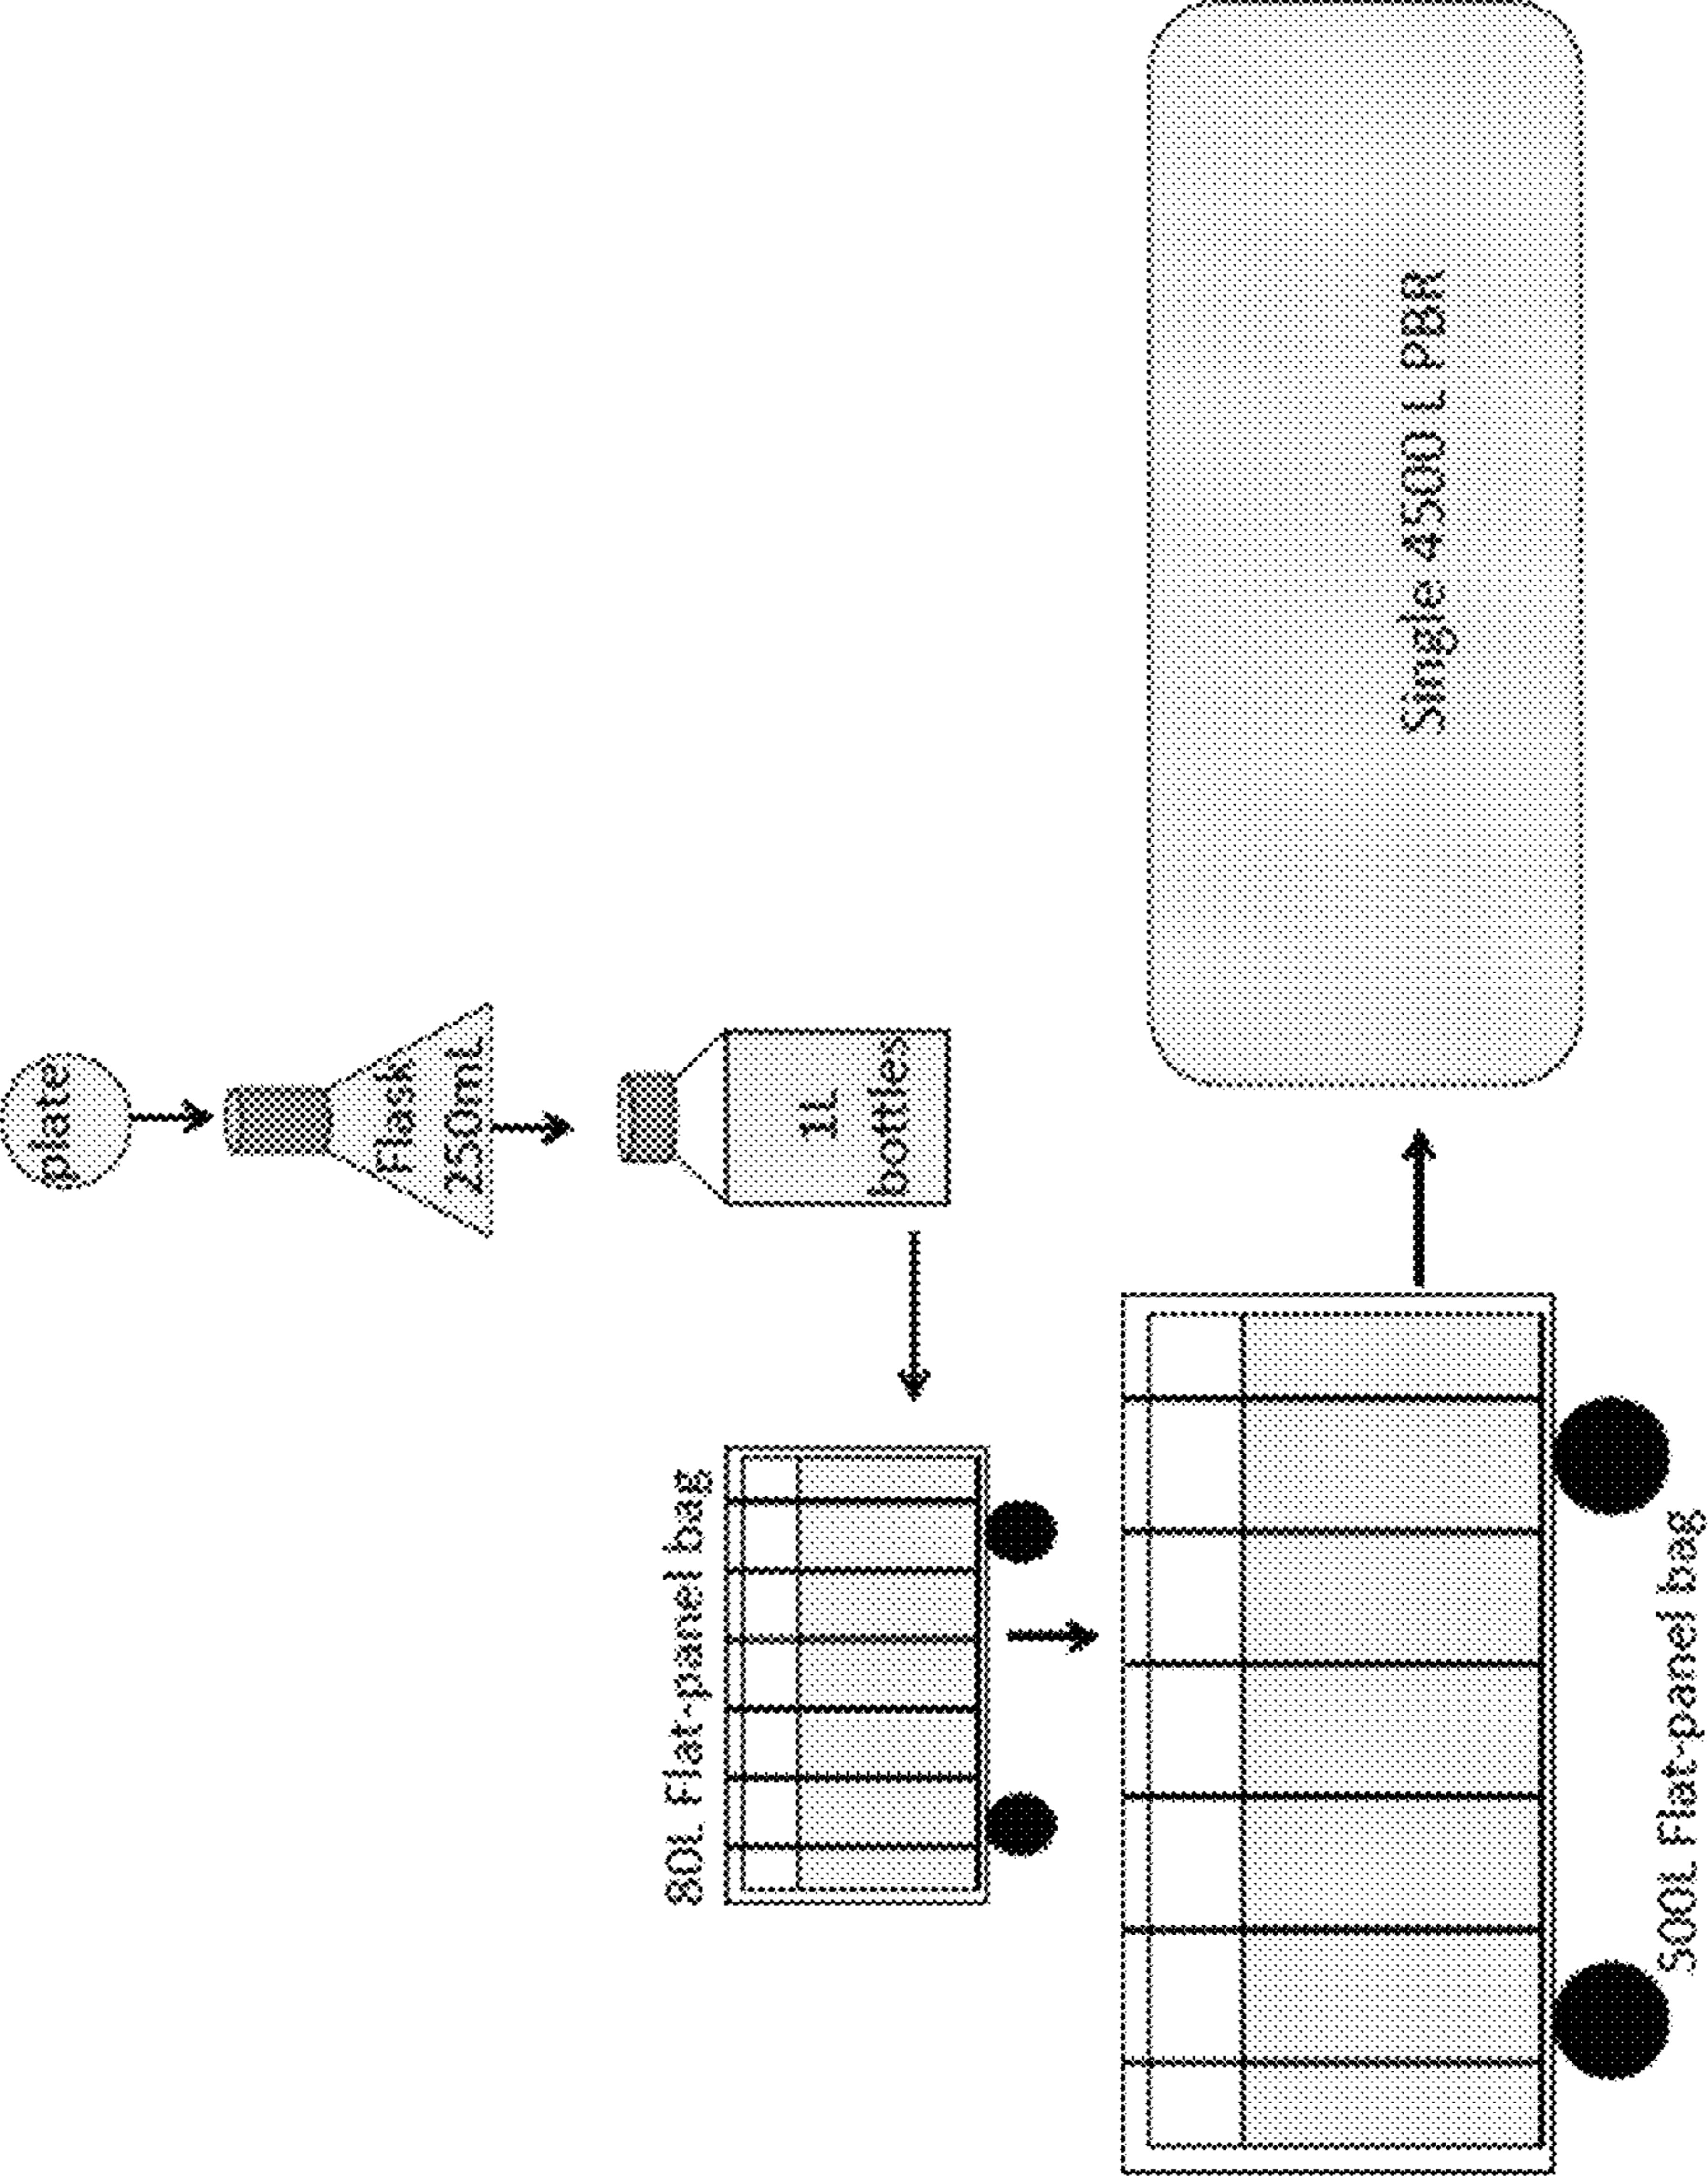 plate
Flask
250mL
1L
bottles
80L Flat-panel bag
500L Flat-panel bag
Single 4500 L PBR